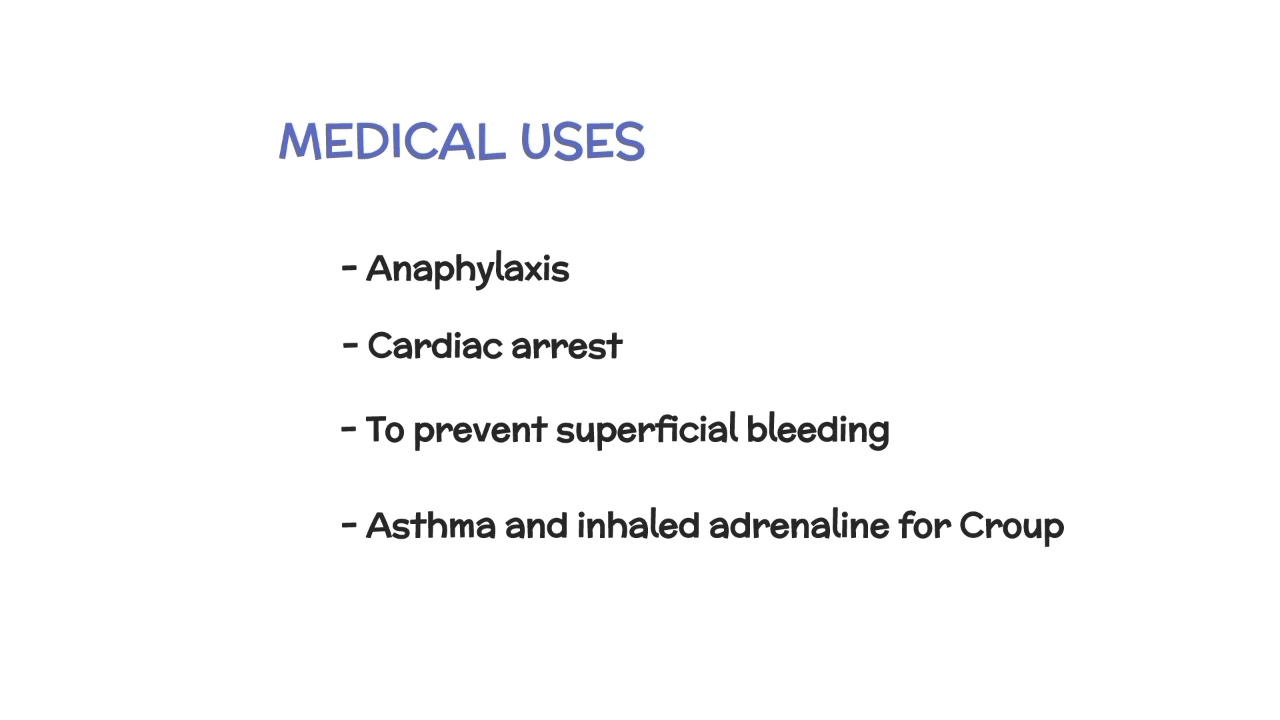 MEDICAL USES
- Anaphylaxis
- Cardiac arrest
- To prevent superficial bleeding
- Asthma and inhaled adrenaline for Croup